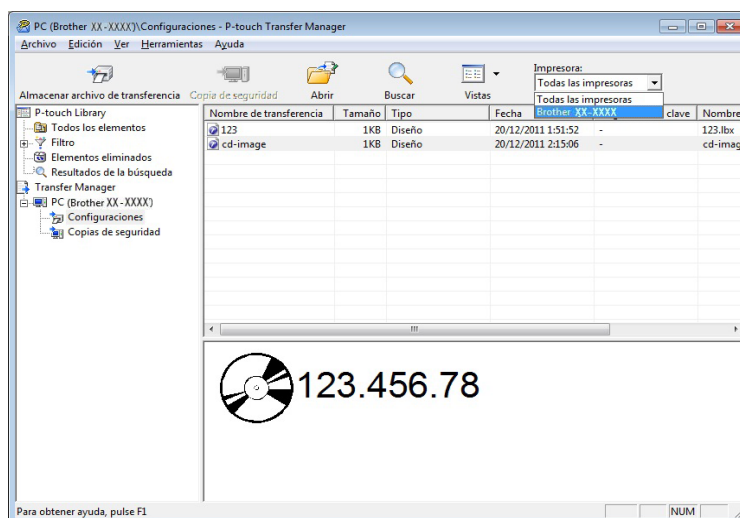 PC (Brother XX-XXXX)\Configuraciones - P-touch Transfer Manager
Archivo Edición Ver Herramientas Ayuda
Impresora:
Todas las impresoras
Almacenar archivo de transferencia Copia de seguridad Abrir Buscar Vistas
Todas las impresoras
Brother XX-XXXX
P-touch Library
Todos los elementos
Filtro
Elementos eliminados
Resultados de la búsqueda
Transfer Manager
PC (Brother XX-XXXX)
Configuraciones
Copias de seguridad
Nombre de transferencia Tamaño Tipo Fecha clave Nombre
123 1KB Diseño 20/12/2011 1:51:52 - 123.lbx
cd-image 1KB Diseño 20/12/2011 2:15:06 - cd-imag
123.456.78
Para obtener ayuda, pulse F1 NUM